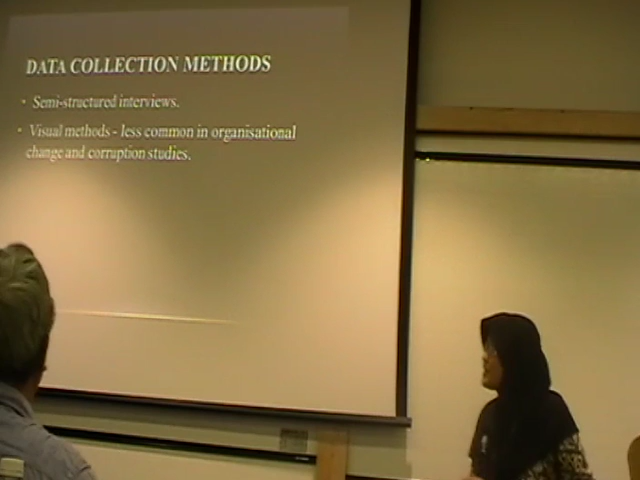 DATA COLLECTION METHODS
• Semi-structured interviews.
• Visual methods - less common in organisational
change and corruption studies.